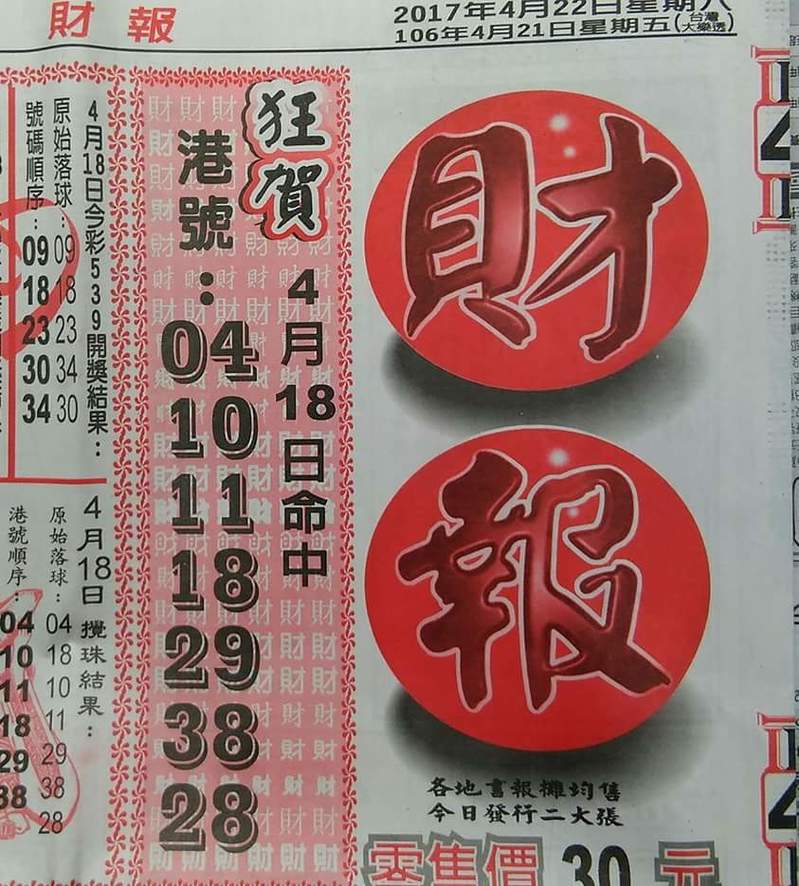 財報
2017年4月22日星期六
106年4月21日星期五(台灣大樂透)
財
報
各地書報攤均售
今日發行二大張
零售價 30 元
狂賀
4月18日命中
港號：
04
10
11
18
29
38
28
4月18日今彩539開獎結果：
原始落球：09 18 23 34 30
號碼順序：09 18 23 30 34
4月18日 攪珠結果：
原始落球：04 18 10 11 29 38 28
港號順序：04 10 11 18 29 38